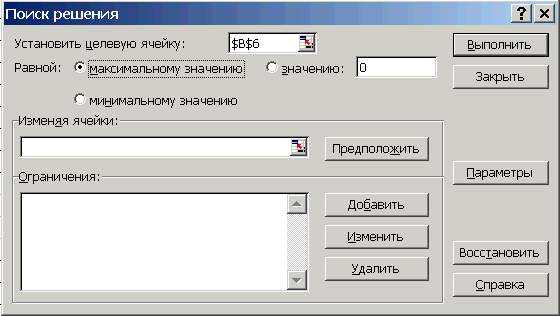 Поиск решения
Установить целевую ячейку: $B$6
Выполнить
Равной: максимальному значению значению: 0
Закрыть
минимальному значению
Изменяя ячейки:
Предположить
Параметры
Ограничения:
Добавить
Изменить
Восстановить
Удалить
Справка